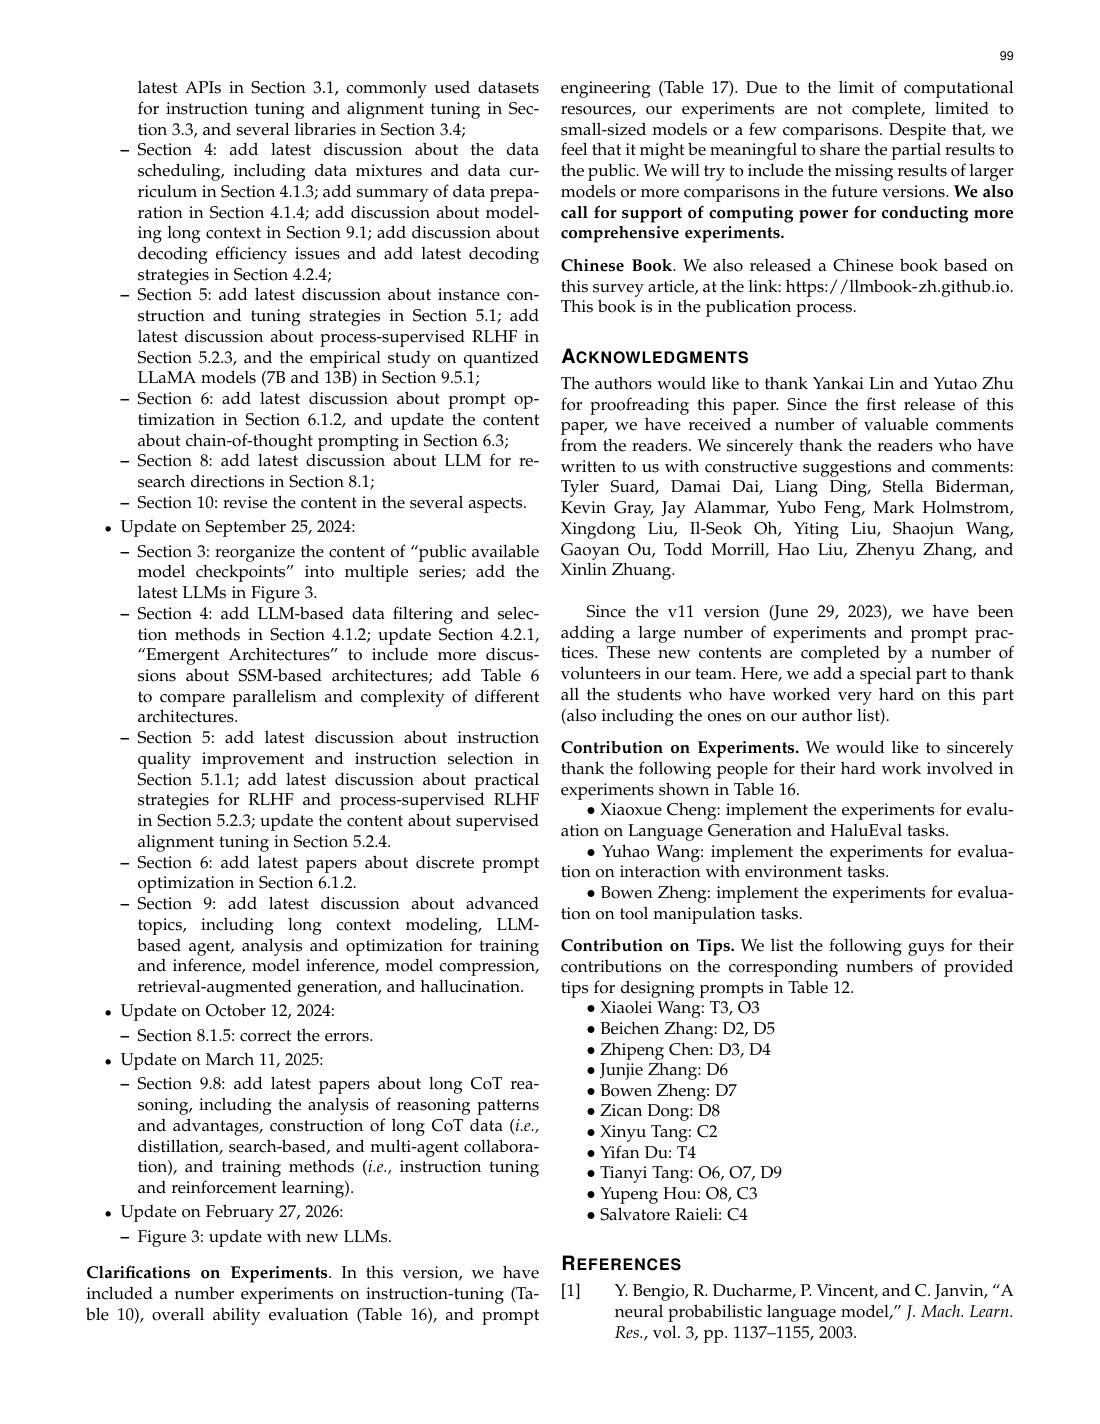 99
latest APIs in Section 3.1, commonly used datasets
for instruction tuning and alignment tuning in Sec-
tion 3.3, and several libraries in Section 3.4;
– Section 4: add latest discussion about the data
scheduling, including data mixtures and data cur-
riculum in Section 4.1.3; add summary of data prepa-
ration in Section 4.1.4; add discussion about model-
ing long context in Section 9.1; add discussion about
decoding efficiency issues and add latest decoding
strategies in Section 4.2.4;
– Section 5: add latest discussion about instance con-
struction and tuning strategies in Section 5.1; add
latest discussion about process-supervised RLHF in
Section 5.2.3, and the empirical study on quantized
LLaMA models (7B and 13B) in Section 9.5.1;
– Section 6: add latest discussion about prompt op-
timization in Section 6.1.2, and update the content
about chain-of-thought prompting in Section 6.3;
– Section 8: add latest discussion about LLM for re-
search directions in Section 8.1;
– Section 10: revise the content in the several aspects.
• Update on September 25, 2024:
– Section 3: reorganize the content of “public available
model checkpoints” into multiple series; add the
latest LLMs in Figure 3.
– Section 4: add LLM-based data filtering and selec-
tion methods in Section 4.1.2; update Section 4.2.1,
“Emergent Architectures” to include more discus-
sions about SSM-based architectures; add Table 6
to compare parallelism and complexity of different
architectures.
– Section 5: add latest discussion about instruction
quality improvement and instruction selection in
Section 5.1.1; add latest discussion about practical
strategies for RLHF and process-supervised RLHF
in Section 5.2.3; update the content about supervised
alignment tuning in Section 5.2.4.
– Section 6: add latest papers about discrete prompt
optimization in Section 6.1.2.
– Section 9: add latest discussion about advanced
topics, including long context modeling, LLM-
based agent, analysis and optimization for training
and inference, model inference, model compression,
retrieval-augmented generation, and hallucination.
• Update on October 12, 2024:
– Section 8.1.5: correct the errors.
• Update on March 11, 2025:
– Section 9.8: add latest papers about long CoT rea-
soning, including the analysis of reasoning patterns
and advantages, construction of long CoT data (i.e.,
distillation, search-based, and multi-agent collabora-
tion), and training methods (i.e., instruction tuning
and reinforcement learning).
• Update on February 27, 2026:
– Figure 3: update with new LLMs.
Clarifications on Experiments. In this version, we have
included a number experiments on instruction-tuning (Ta-
ble 10), overall ability evaluation (Table 16), and prompt
engineering (Table 17). Due to the limit of computational
resources, our experiments are not complete, limited to
small-sized models or a few comparisons. Despite that, we
feel that it might be meaningful to share the partial results to
the public. We will try to include the missing results of larger
models or more comparisons in the future versions. We also
call for support of computing power for conducting more
comprehensive experiments.
Chinese Book. We also released a Chinese book based on
this survey article, at the link: https://llmbook-zh.github.io.
This book is in the publication process.
ACKNOWLEDGMENTS
The authors would like to thank Yankai Lin and Yutao Zhu
for proofreading this paper. Since the first release of this
paper, we have received a number of valuable comments
from the readers. We sincerely thank the readers who have
written to us with constructive suggestions and comments:
Tyler Suard, Damai Dai, Liang Ding, Stella Biderman,
Kevin Gray, Jay Alammar, Yubo Feng, Mark Holmstrom,
Xingdong Liu, Il-Seok Oh, Yiting Liu, Shaojun Wang,
Gaoyan Ou, Todd Morrill, Hao Liu, Zhenyu Zhang, and
Xinlin Zhuang.
Since the v11 version (June 29, 2023), we have been
adding a large number of experiments and prompt prac-
tices. These new contents are completed by a number of
volunteers in our team. Here, we add a special part to thank
all the students who have worked very hard on this part
(also including the ones on our author list).
Contribution on Experiments. We would like to sincerely
thank the following people for their hard work involved in
experiments shown in Table 16.
• Xiaoxue Cheng: implement the experiments for evalu-
ation on Language Generation and HaluEval tasks.
• Yuhao Wang: implement the experiments for evalua-
tion on interaction with environment tasks.
• Bowen Zheng: implement the experiments for evalua-
tion on tool manipulation tasks.
Contribution on Tips. We list the following guys for their
contributions on the corresponding numbers of provided
tips for designing prompts in Table 12.
• Xiaolei Wang: T3, O3
• Beichen Zhang: D2, D5
• Zhipeng Chen: D3, D4
• Junjie Zhang: D6
• Bowen Zheng: D7
• Zican Dong: D8
• Xinyu Tang: C2
• Yifan Du: T4
• Tianyi Tang: O6, O7, D9
• Yupeng Hou: O8, C3
• Salvatore Raieli: C4
REFERENCES
[1] Y. Bengio, R. Ducharme, P. Vincent, and C. Janvin, “A
neural probabilistic language model,” J. Mach. Learn.
Res., vol. 3, pp. 1137–1155, 2003.